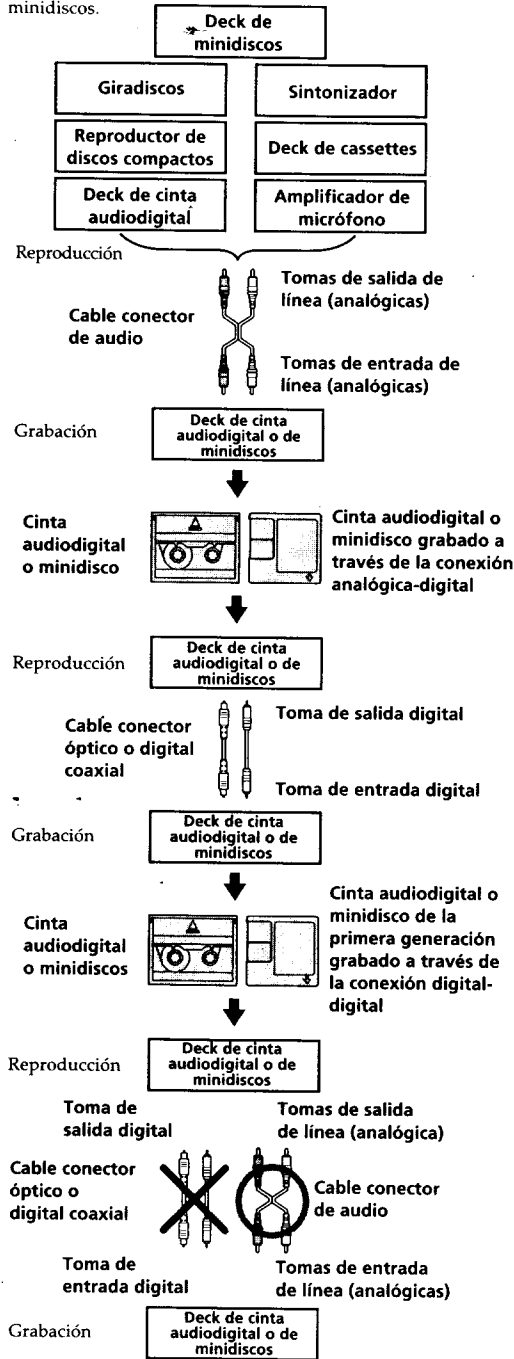 minidiscos.
Deck de
minidiscos
Giradiscos
Sintonizador
Reproductor de
discos compactos
Deck de cassettes
Deck de cinta
audiodigital
Amplificador de
micrófono
Reproducción
Tomas de salida de
línea (analógicas)
Cable conector
de audio
Tomas de entrada de
línea (analógicas)
Grabación
Deck de cinta
audiodigital o de
minidiscos
Cinta
audiodigital
o minidisco
Cinta audiodigital o
minidisco grabado a
través de la conexión
analógica-digital
Reproducción
Deck de cinta
audiodigital o de
minidiscos
Cable conector
óptico o digital
coaxial
Toma de salida digital
Toma de entrada digital
Grabación
Deck de cinta
audiodigital o de
minidiscos
Cinta
audiodigital
o minidiscos
Cinta audiodigital o
minidisco de la
primera generación
grabado a través de
la conexión digital-
digital
Reproducción
Deck de cinta
audiodigital o de
minidiscos
Toma de
salida digital
Tomas de salida
de línea (analógica)
Cable conector
óptico o
digital coaxial
Cable conector
de audio
Toma de
entrada digital
Tomas de entrada
de línea (analógicas)
Grabación
Deck de cinta
audiodigital o de
minidiscos